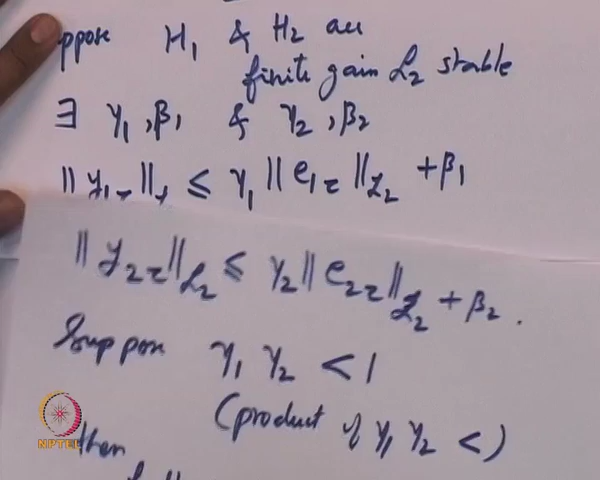 ppose H₁ & H₂ are
finite gain L₂ stable
∃ γ₁, β₁ & γ₂, β₂
‖ y₁τ ‖ ≤ γ₁ ‖ e₁τ ‖L₂ + β₁
‖ y₂τ ‖L₂ ≤ γ₂ ‖ e₂τ ‖L₂ + β₂ .
Suppose γ₁ γ₂ < 1
(product of γ₁ γ₂ < )
Then
NPTEL